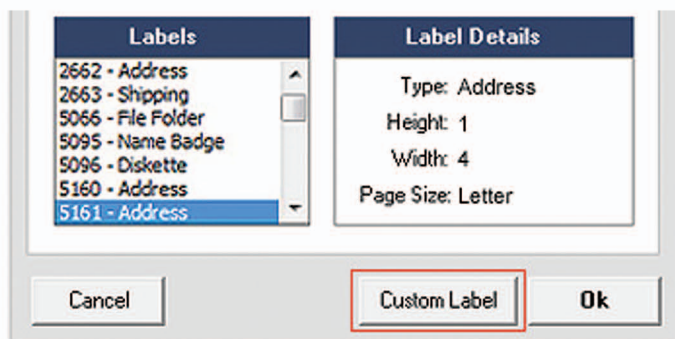 Labels
2662 - Address
2663 - Shipping
5066 - File Folder
5095 - Name Badge
5096 - Diskette
5160 - Address
5161 - Address
Label Details
Type: Address
Height: 1
Width: 4
Page Size: Letter
Cancel
Custom Label
Ok